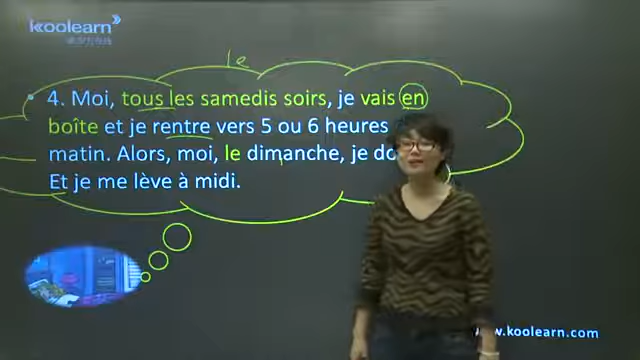 koolearn
新东方在线
le
• 4. Moi, tous les samedis soirs, je vais en
boîte et je rentre vers 5 ou 6 heures
matin. Alors, moi, le dimanche, je do
Et je me lève à midi.
www.koolearn.com